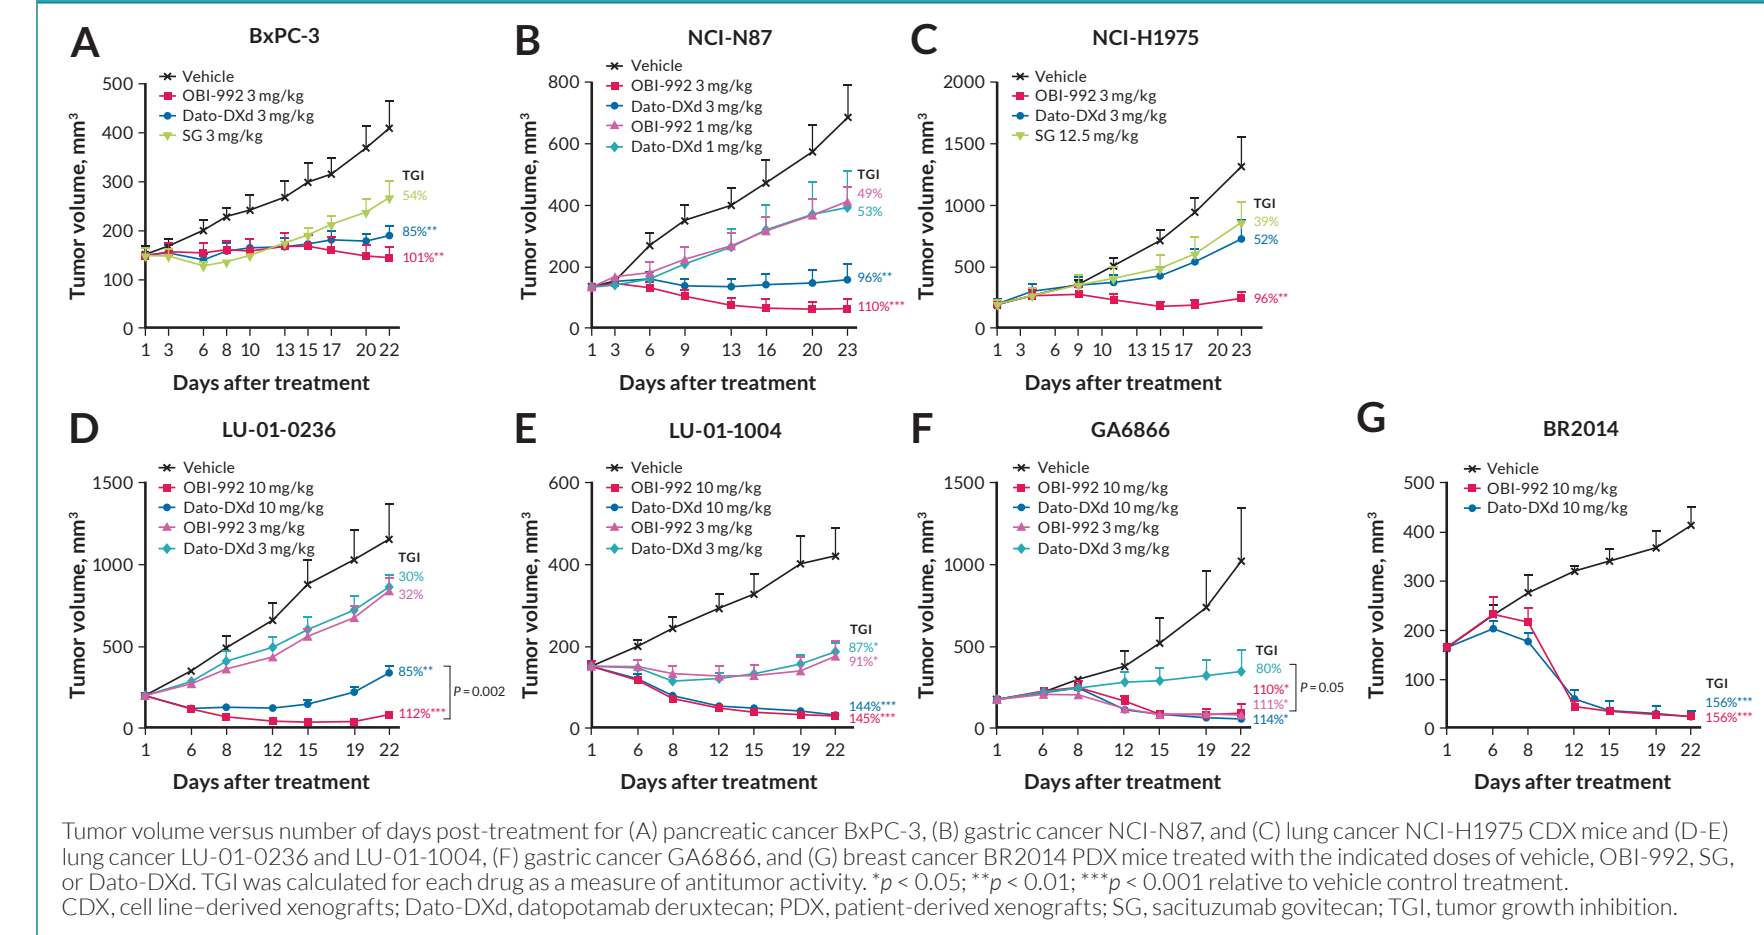 A
BxPC-3
Vehicle
OBI-992 3 mg/kg
Dato-DXd 3 mg/kg
SG 3 mg/kg
Tumor volume, mm³
500
400
300
200
100
0
TGI
54%
85%**
101%**
1 3 6 8 10 13 15 17 20 22
Days after treatment
B
NCI-N87
Vehicle
OBI-992 3 mg/kg
Dato-DXd 3 mg/kg
OBI-992 1 mg/kg
Dato-DXd 1 mg/kg
Tumor volume, mm³
800
600
400
200
0
TGI
49%
53%
96%**
110%***
1 3 6 9 13 16 20 23
Days after treatment
C
NCI-H1975
Vehicle
OBI-992 3 mg/kg
Dato-DXd 3 mg/kg
SG 12.5 mg/kg
Tumor volume, mm³
2000
1500
1000
500
0
TGI
39%
52%
96%**
1 3 6 9 10 13 15 17 20 23
Days after treatment
D
LU-01-0236
Vehicle
OBI-992 10 mg/kg
Dato-DXd 10 mg/kg
OBI-992 3 mg/kg
Dato-DXd 3 mg/kg
Tumor volume, mm³
1500
1000
500
0
TGI
30%
32%
85%**
112%***
P = 0.002
1 6 8 12 15 19 22
Days after treatment
E
LU-01-1004
Vehicle
OBI-992 10 mg/kg
Dato-DXd 10 mg/kg
OBI-992 3 mg/kg
Dato-DXd 3 mg/kg
Tumor volume, mm³
600
400
200
0
TGI
87%*
91%*
144%***
145%***
1 6 8 12 15 19 22
Days after treatment
F
GA6866
Vehicle
OBI-992 10 mg/kg
Dato-DXd 10 mg/kg
OBI-992 3 mg/kg
Dato-DXd 3 mg/kg
Tumor volume, mm³
1500
1000
500
0
TGI
80%
110%*
111%*
114%*
P = 0.05
1 6 8 12 15 19 22
Days after treatment
G
BR2014
Vehicle
OBI-992 10 mg/kg
Dato-DXd 10 mg/kg
Tumor volume, mm³
500
400
300
200
100
0
TGI
156%***
156%***
1 6 8 12 15 19 22
Days after treatment
Tumor volume versus number of days post-treatment for (A) pancreatic cancer BxPC-3, (B) gastric cancer NCI-N87, and (C) lung cancer NCI-H1975 CDX mice and (D-E)
lung cancer LU-01-0236 and LU-01-1004, (F) gastric cancer GA6866, and (G) breast cancer BR2014 PDX mice treated with the indicated doses of vehicle, OBI-992, SG,
or Dato-DXd. TGI was calculated for each drug as a measure of antitumor activity. *p < 0.05; **p < 0.01; ***p < 0.001 relative to vehicle control treatment.
CDX, cell line–derived xenografts; Dato-DXd, datopotamab deruxtecan; PDX, patient-derived xenografts; SG, sacituzumab govitecan; TGI, tumor growth inhibition.